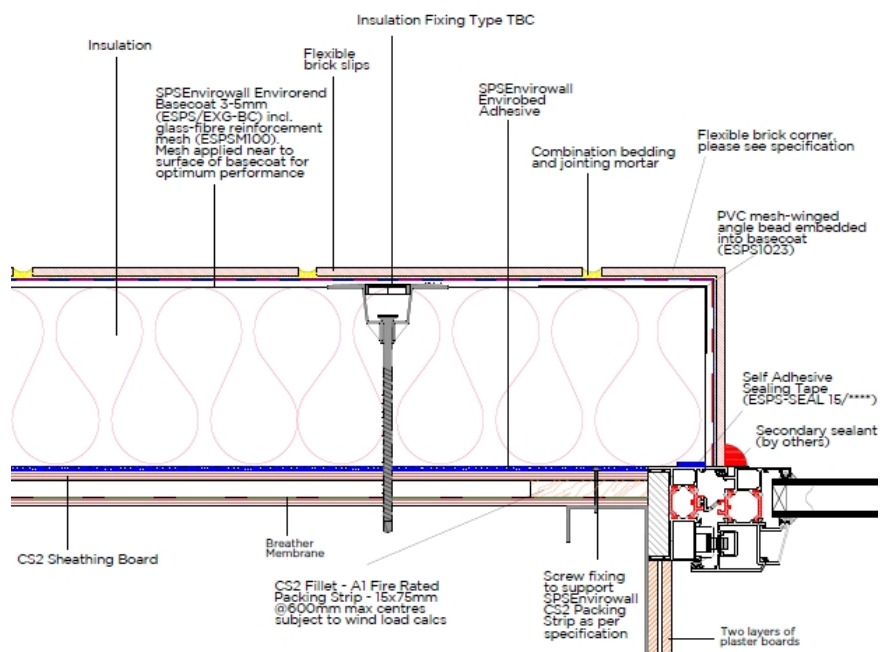 Insulation Fixing Type TBC
Insulation
Flexible
brick slips
SPSEnvirowall Envirorend
Basecoat 3-5mm
(ESPS/EXG-BC) incl.
glass-fibre reinforcement
mesh (ESPSM100).
Mesh applied near to
surface of basecoat for
optimum performance
SPSEnvirowall
Envirobed
Adhesive
Combination bedding
and jointing mortar
Flexible brick corner,
please see specification
PVC mesh-winged
angle bead embedded
into basecoat
(ESPS1023)
Self Adhesive
Sealing Tape
(ESPS-SEAL 15/****)
Secondary sealant
(by others)
CS2 Sheathing Board
Breather
Membrane
CS2 Fillet - A1 Fire Rated
Packing Strip - 15x75mm
@600mm max centres
subject to wind load calcs
Screw fixing
to support
SPSEnvirowall
CS2 Packing
Strip as per
specification
Two layers of
plaster boards